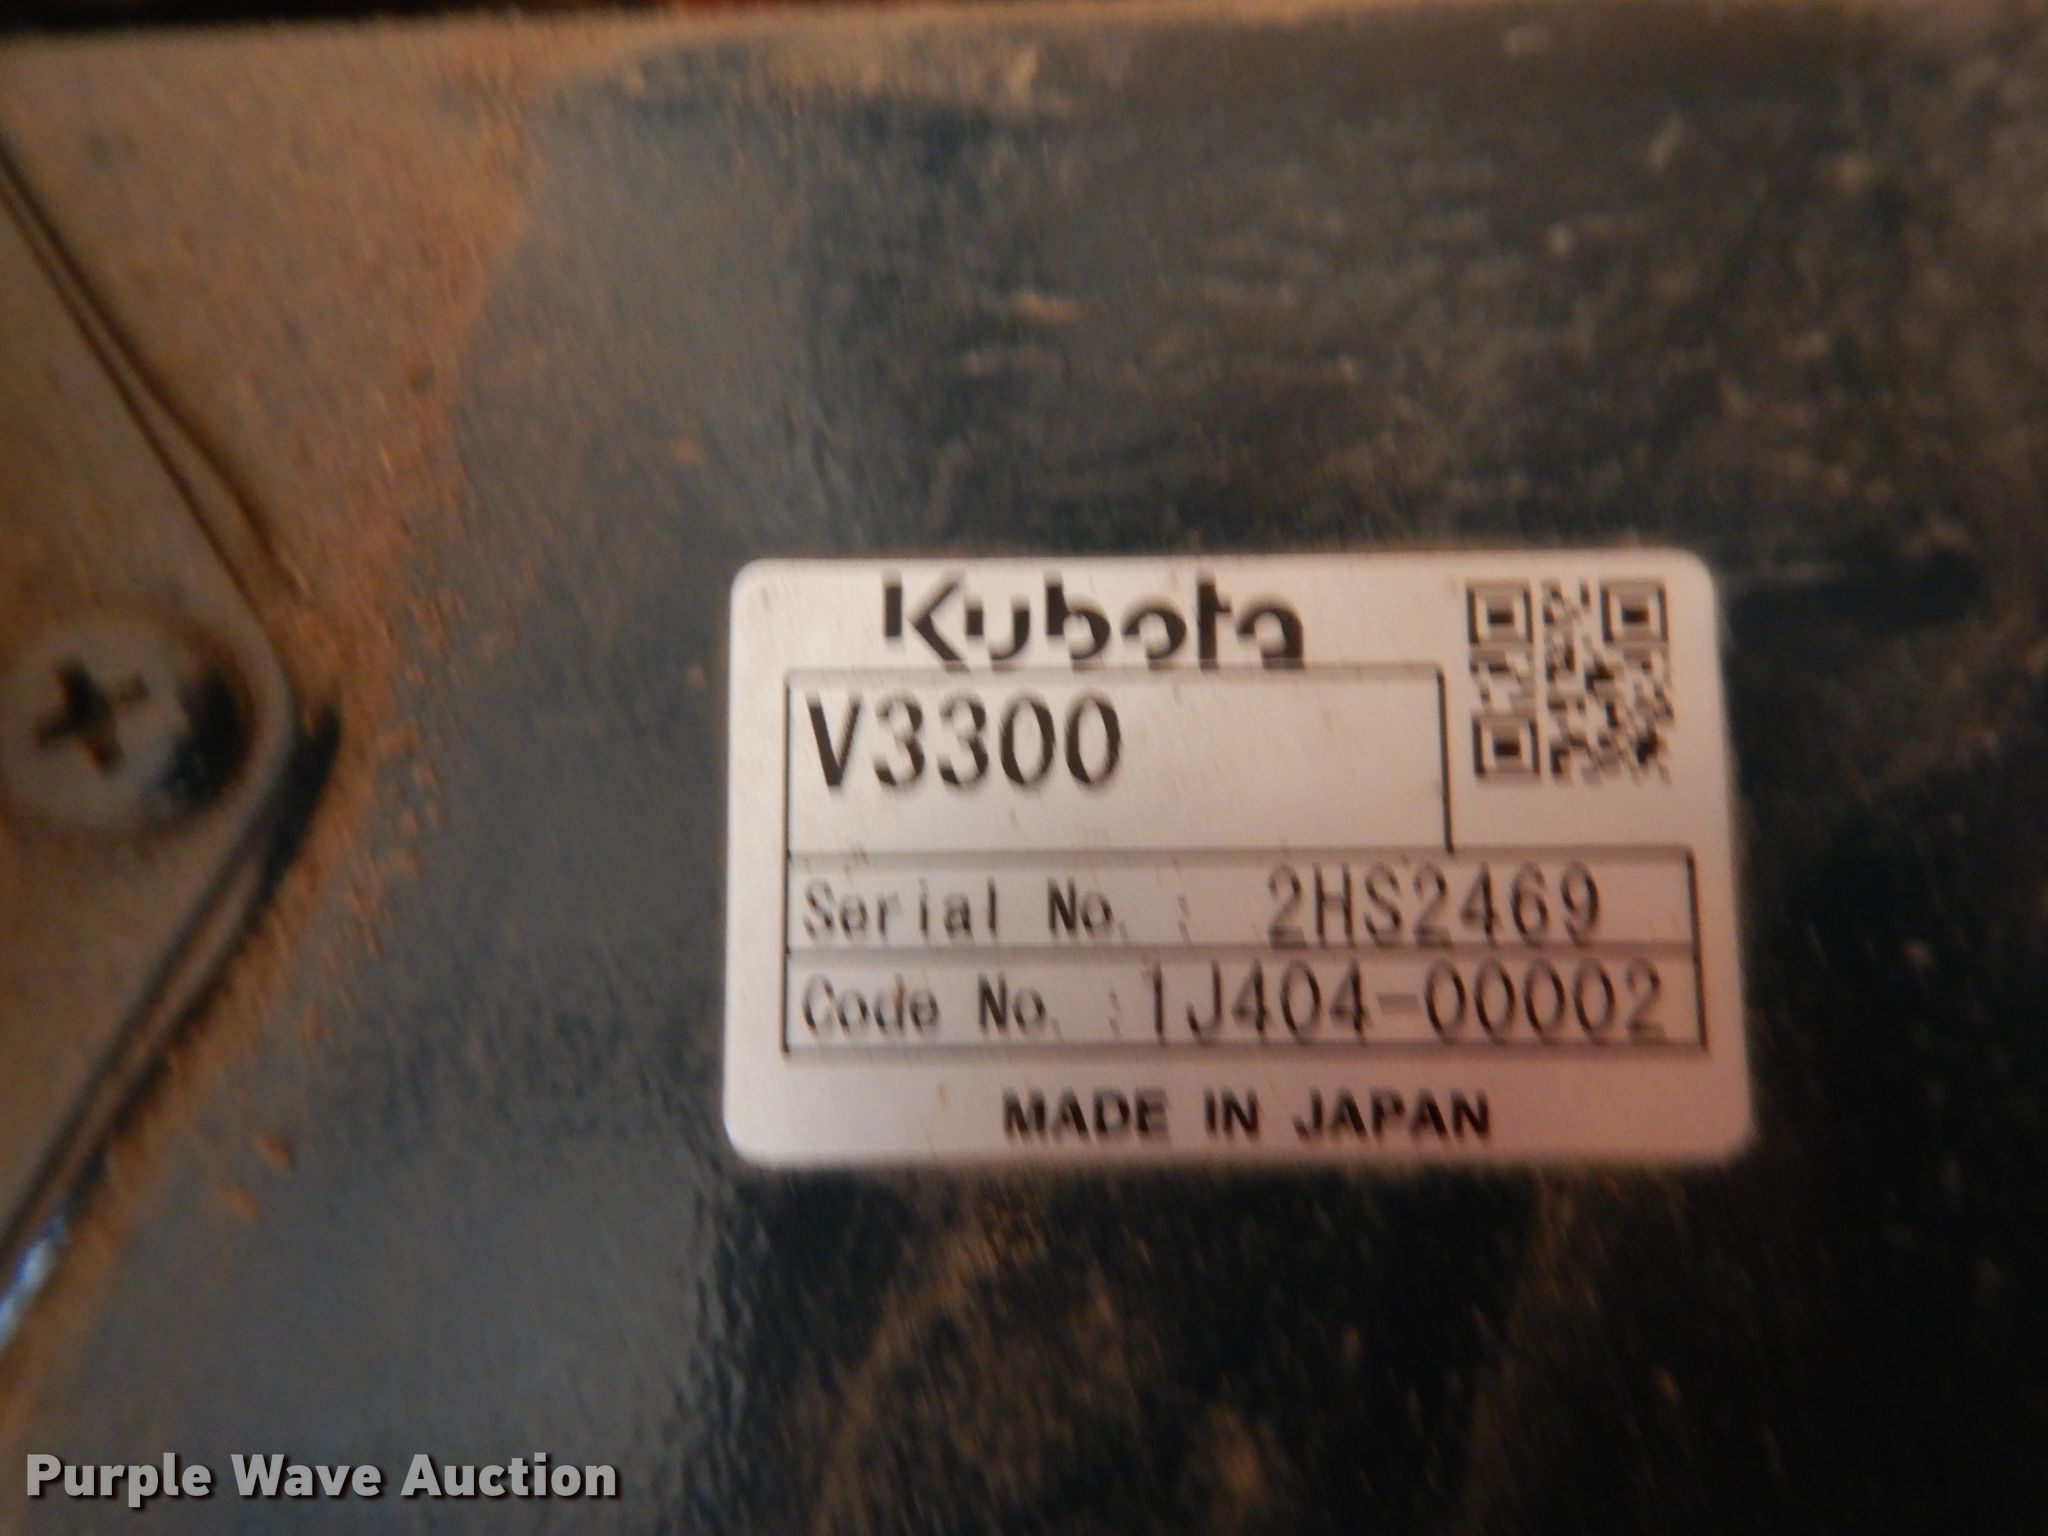 Kubota
V3300
Serial No. : 2HS2469
Code No. : 1J404-00002
MADE IN JAPAN
Purple Wave Auction